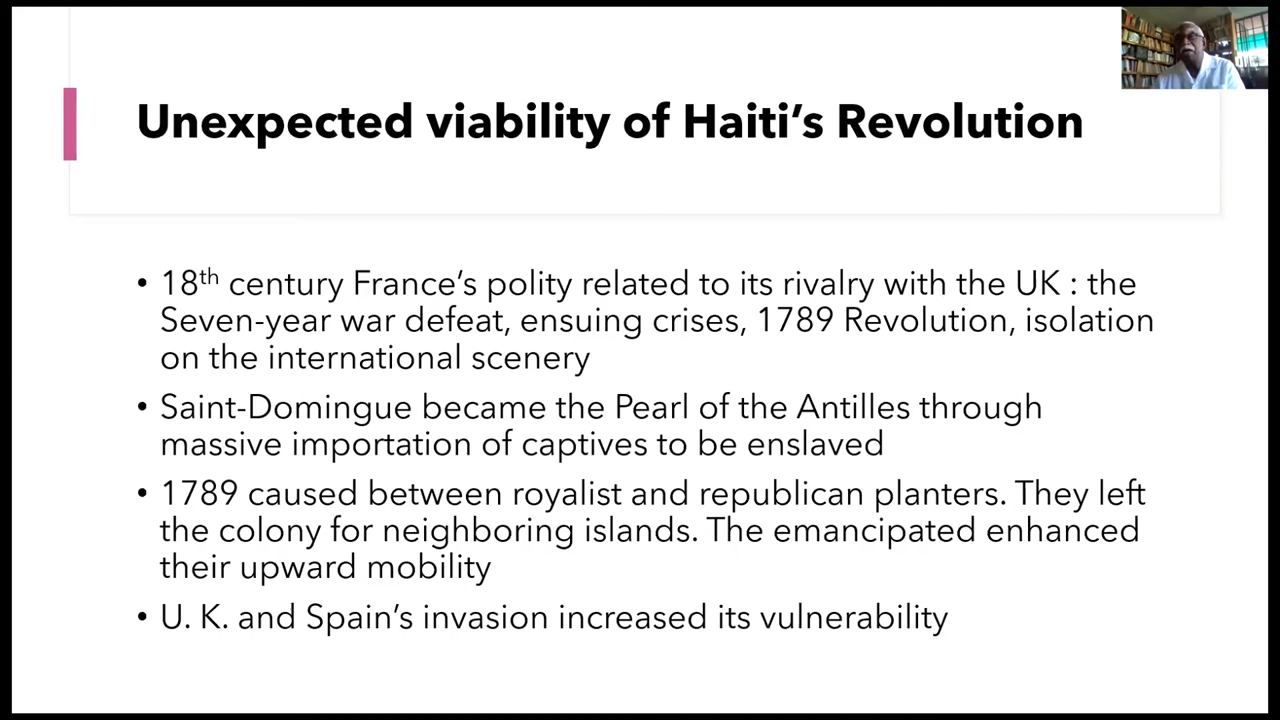 Unexpected viability of Haiti’s Revolution
• 18th century France’s polity related to its rivalry with the UK : the
Seven-year war defeat, ensuing crises, 1789 Revolution, isolation
on the international scenery
• Saint-Domingue became the Pearl of the Antilles through
massive importation of captives to be enslaved
• 1789 caused between royalist and republican planters. They left
the colony for neighboring islands. The emancipated enhanced
their upward mobility
• U. K. and Spain’s invasion increased its vulnerability